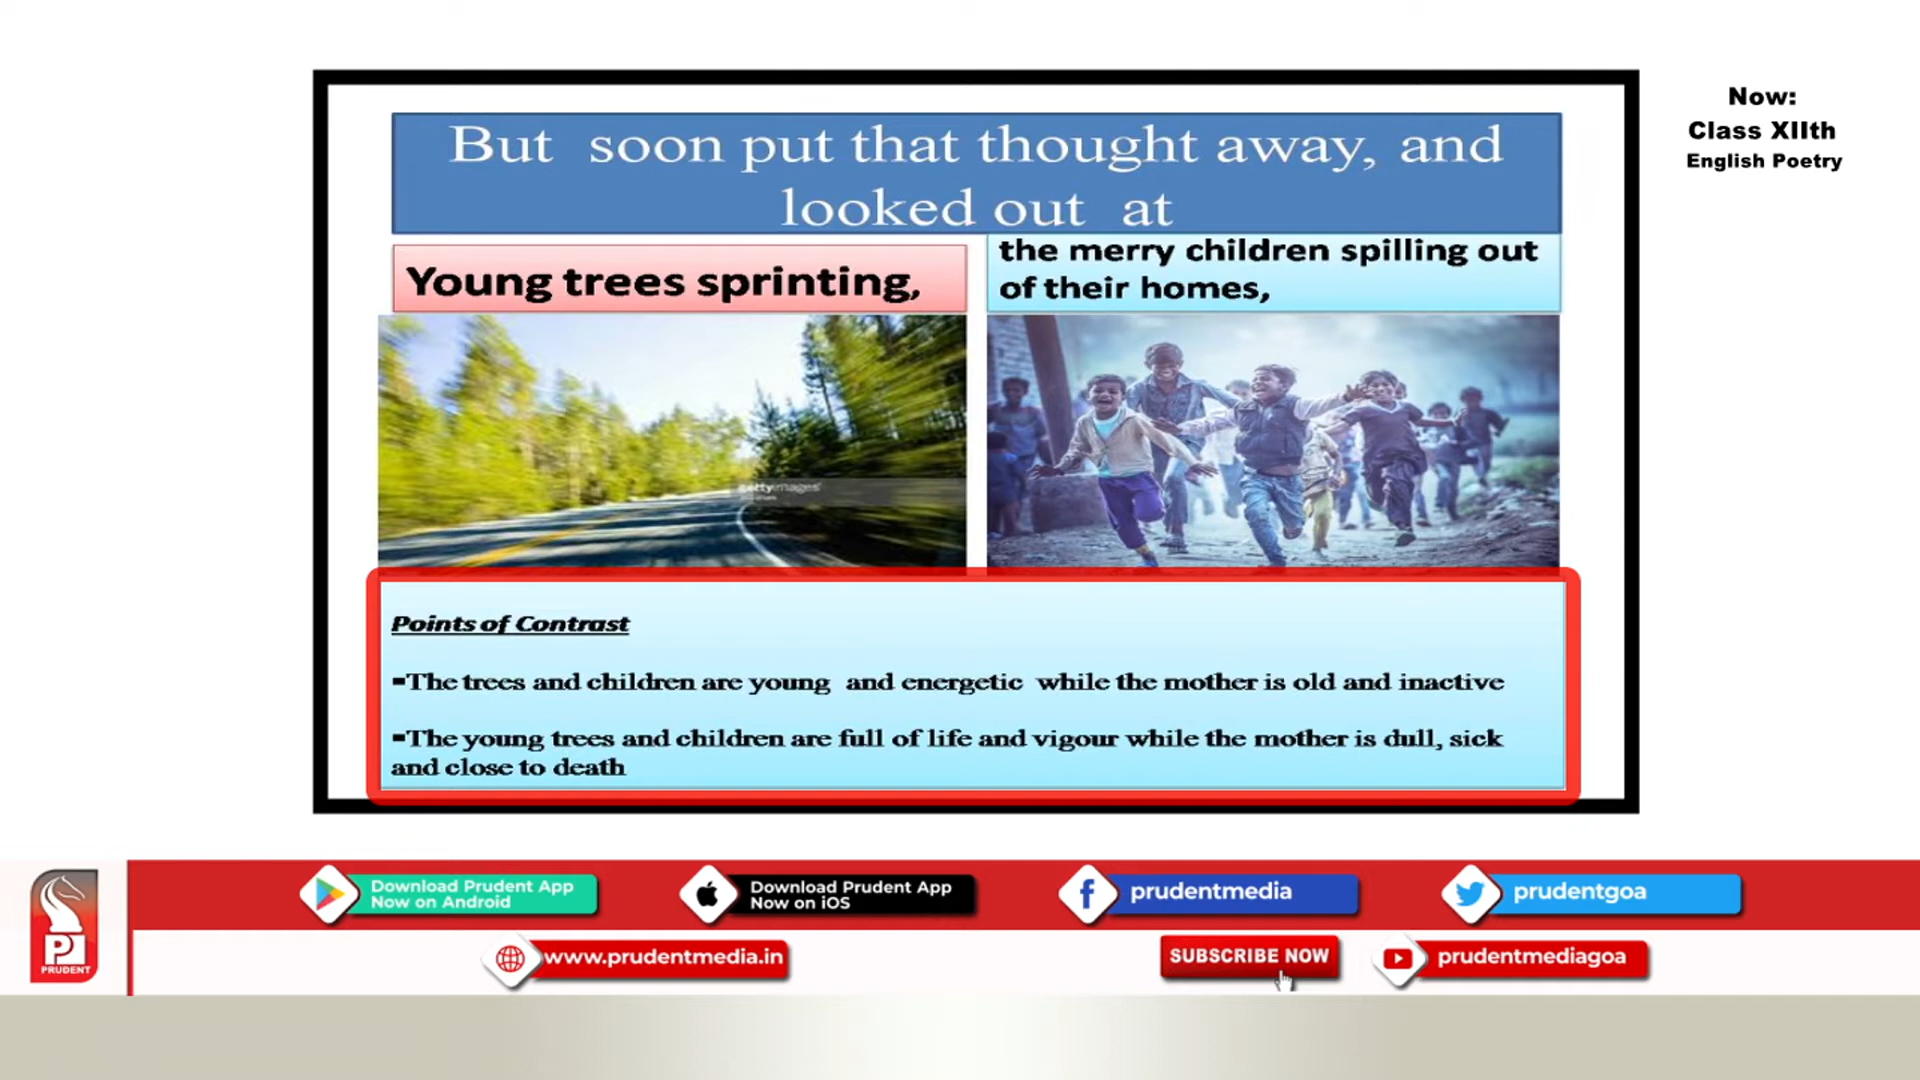 Now:
Class XIIth
English Poetry
But soon put that thought away, and
looked out at
Young trees sprinting,
the merry children spilling out
of their homes,
gettyimages
Points of Contrast
▪The trees and children are young and energetic while the mother is old and inactive
▪The young trees and children are full of life and vigour while the mother is dull, sick
and close to death
Download Prudent App
Now on Android
Download Prudent App
Now on iOS
prudentmedia
prudentgoa
PRUDENT
www.prudentmedia.in
SUBSCRIBE NOW
prudentmediagoa